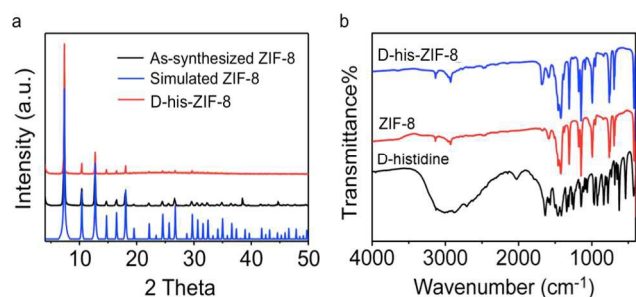 a
As-synthesized ZIF-8
Simulated ZIF-8
D-his-ZIF-8
Intensity (a.u.)
10 20 30 40 50
2 Theta
b
D-his-ZIF-8
ZIF-8
D-histidine
Transmittance%
4000 3000 2000 1000
Wavenumber (cm⁻¹)